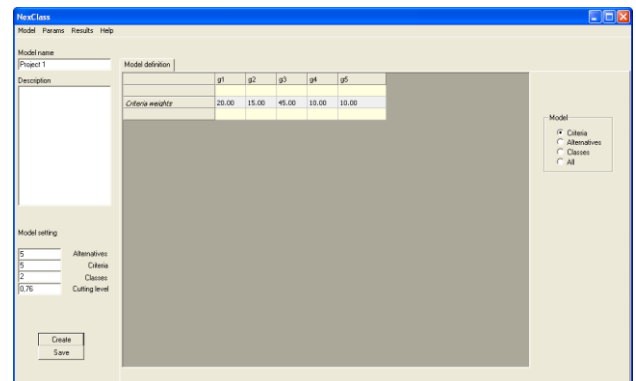 NexClass
Model Params Results Help
Model name
Project 1
Description
Model definition
g1 g2 g3 g4 g5
Criteria weights 20.00 15.00 45.00 10.00 10.00
Model
Criteria
Alternatives
Classes
All
Model setting
5 Alternatives
5 Criteria
2 Classes
0,76 Cutting level
Create
Save